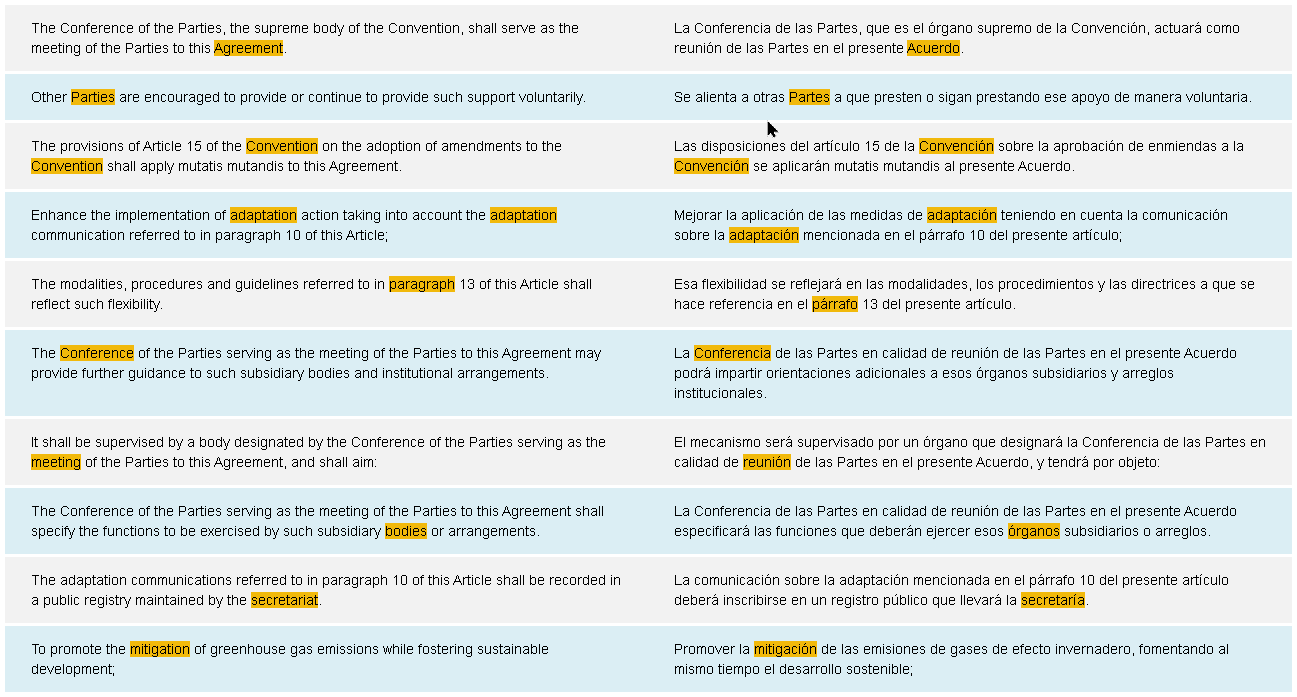 The Conference of the Parties, the supreme body of the Convention, shall serve as the
meeting of the Parties to this Agreement.
La Conferencia de las Partes, que es el órgano supremo de la Convención, actuará como
reunión de las Partes en el presente Acuerdo.
Other Parties are encouraged to provide or continue to provide such support voluntarily.
Se alienta a otras Partes a que presten o sigan prestando ese apoyo de manera voluntaria.
The provisions of Article 15 of the Convention on the adoption of amendments to the
Convention shall apply mutatis mutandis to this Agreement.
Las disposiciones del artículo 15 de la Convención sobre la aprobación de enmiendas a la
Convención se aplicarán mutatis mutandis al presente Acuerdo.
Enhance the implementation of adaptation action taking into account the adaptation
communication referred to in paragraph 10 of this Article;
Mejorar la aplicación de las medidas de adaptación teniendo en cuenta la comunicación
sobre la adaptación mencionada en el párrafo 10 del presente artículo;
The modalities, procedures and guidelines referred to in paragraph 13 of this Article shall
reflect such flexibility.
Esa flexibilidad se reflejará en las modalidades, los procedimientos y las directrices a que se
hace referencia en el párrafo 13 del presente artículo.
The Conference of the Parties serving as the meeting of the Parties to this Agreement may
provide further guidance to such subsidiary bodies and institutional arrangements.
La Conferencia de las Partes en calidad de reunión de las Partes en el presente Acuerdo
podrá impartir orientaciones adicionales a esos órganos subsidiarios y arreglos
institucionales.
It shall be supervised by a body designated by the Conference of the Parties serving as the
meeting of the Parties to this Agreement, and shall aim:
El mecanismo será supervisado por un órgano que designará la Conferencia de las Partes en
calidad de reunión de las Partes en el presente Acuerdo, y tendrá por objeto:
The Conference of the Parties serving as the meeting of the Parties to this Agreement shall
specify the functions to be exercised by such subsidiary bodies or arrangements.
La Conferencia de las Partes en calidad de reunión de las Partes en el presente Acuerdo
especificará las funciones que deberán ejercer esos órganos subsidiarios o arreglos.
The adaptation communications referred to in paragraph 10 of this Article shall be recorded in
a public registry maintained by the secretariat.
La comunicación sobre la adaptación mencionada en el párrafo 10 del presente artículo
deberá inscribirse en un registro público que llevará la secretaría.
To promote the mitigation of greenhouse gas emissions while fostering sustainable
development;
Promover la mitigación de las emisiones de gases de efecto invernadero, fomentando al
mismo tiempo el desarrollo sostenible;